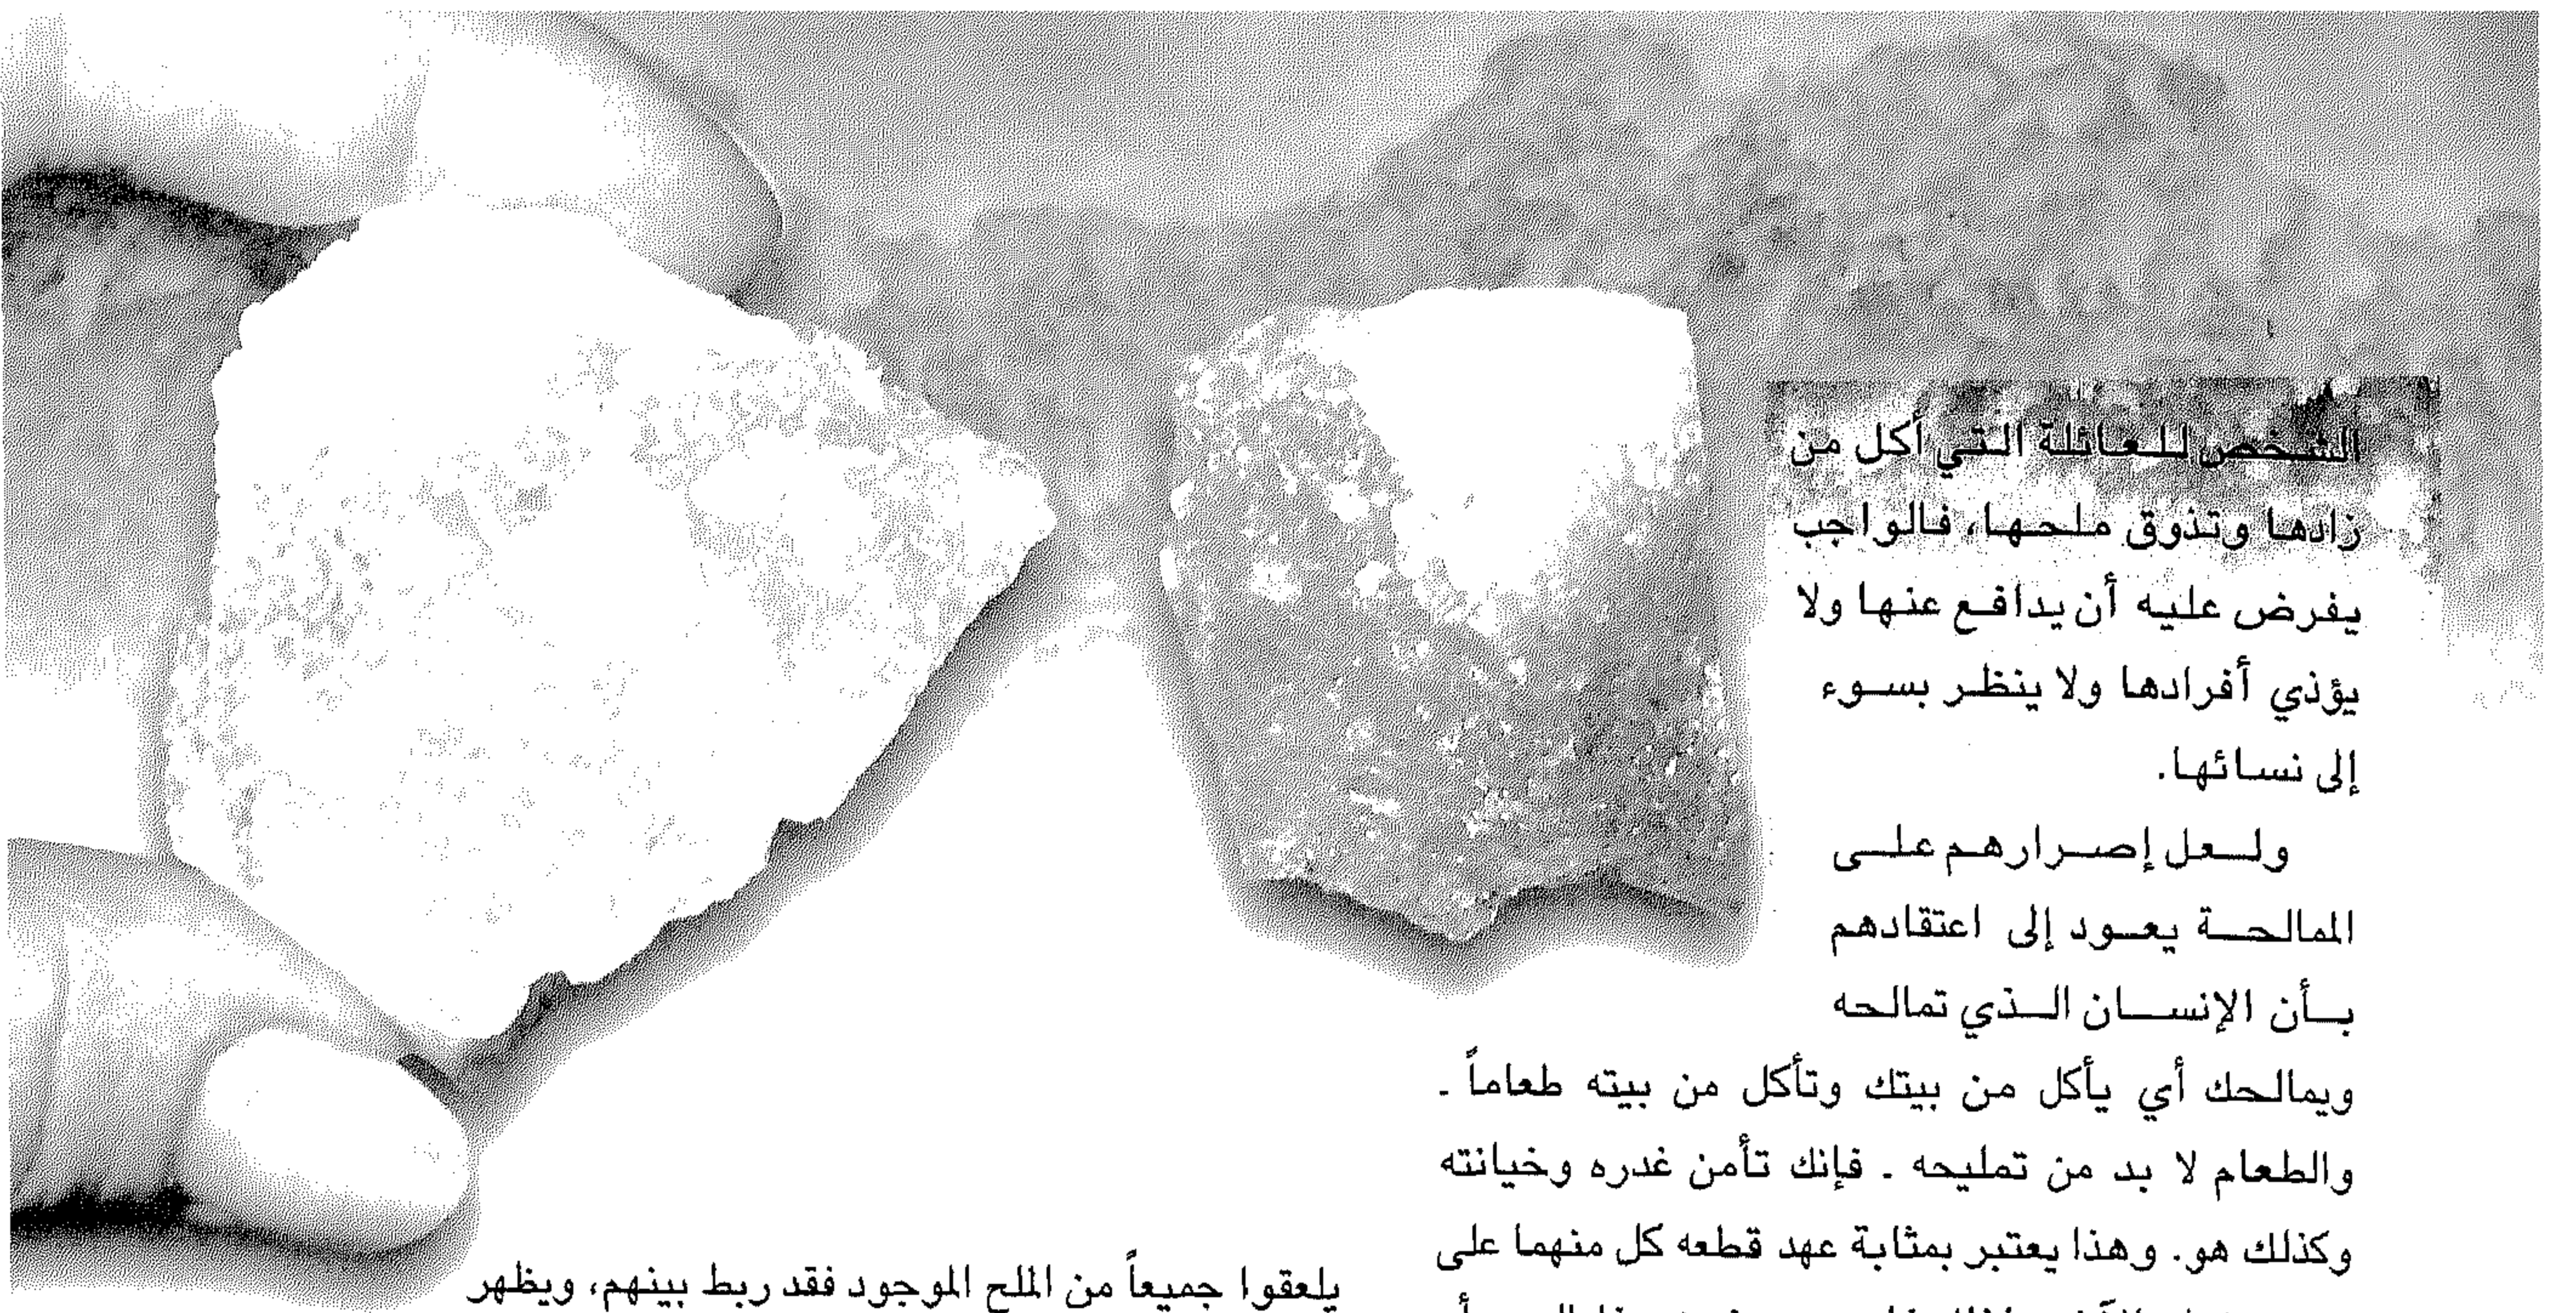 الشخص للعائلة التي أكل من
زادها وتذوق ملحها، فالواجب
يفرض عليه أن يدافع عنها ولا
يؤذي أفرادها ولا ينظر بسوء
إلى نسائها.
ولعل إصرارهم على
الممالحة يعود إلى اعتقادهم
بأن الإنسان الذي تمالحه
ويمالحك أي يأكل من بيتك وتأكل من بيته طعاماً .
والطعام لا بد من تمليحه . فإنك تأمن غدره وخيانته
وكذلك هو. وهذا يعتبر بمثابة عهد قطعه كل منهما على
يلعقوا جميعاً من الملح الموجود فقد ربط بينهم، ويظهر